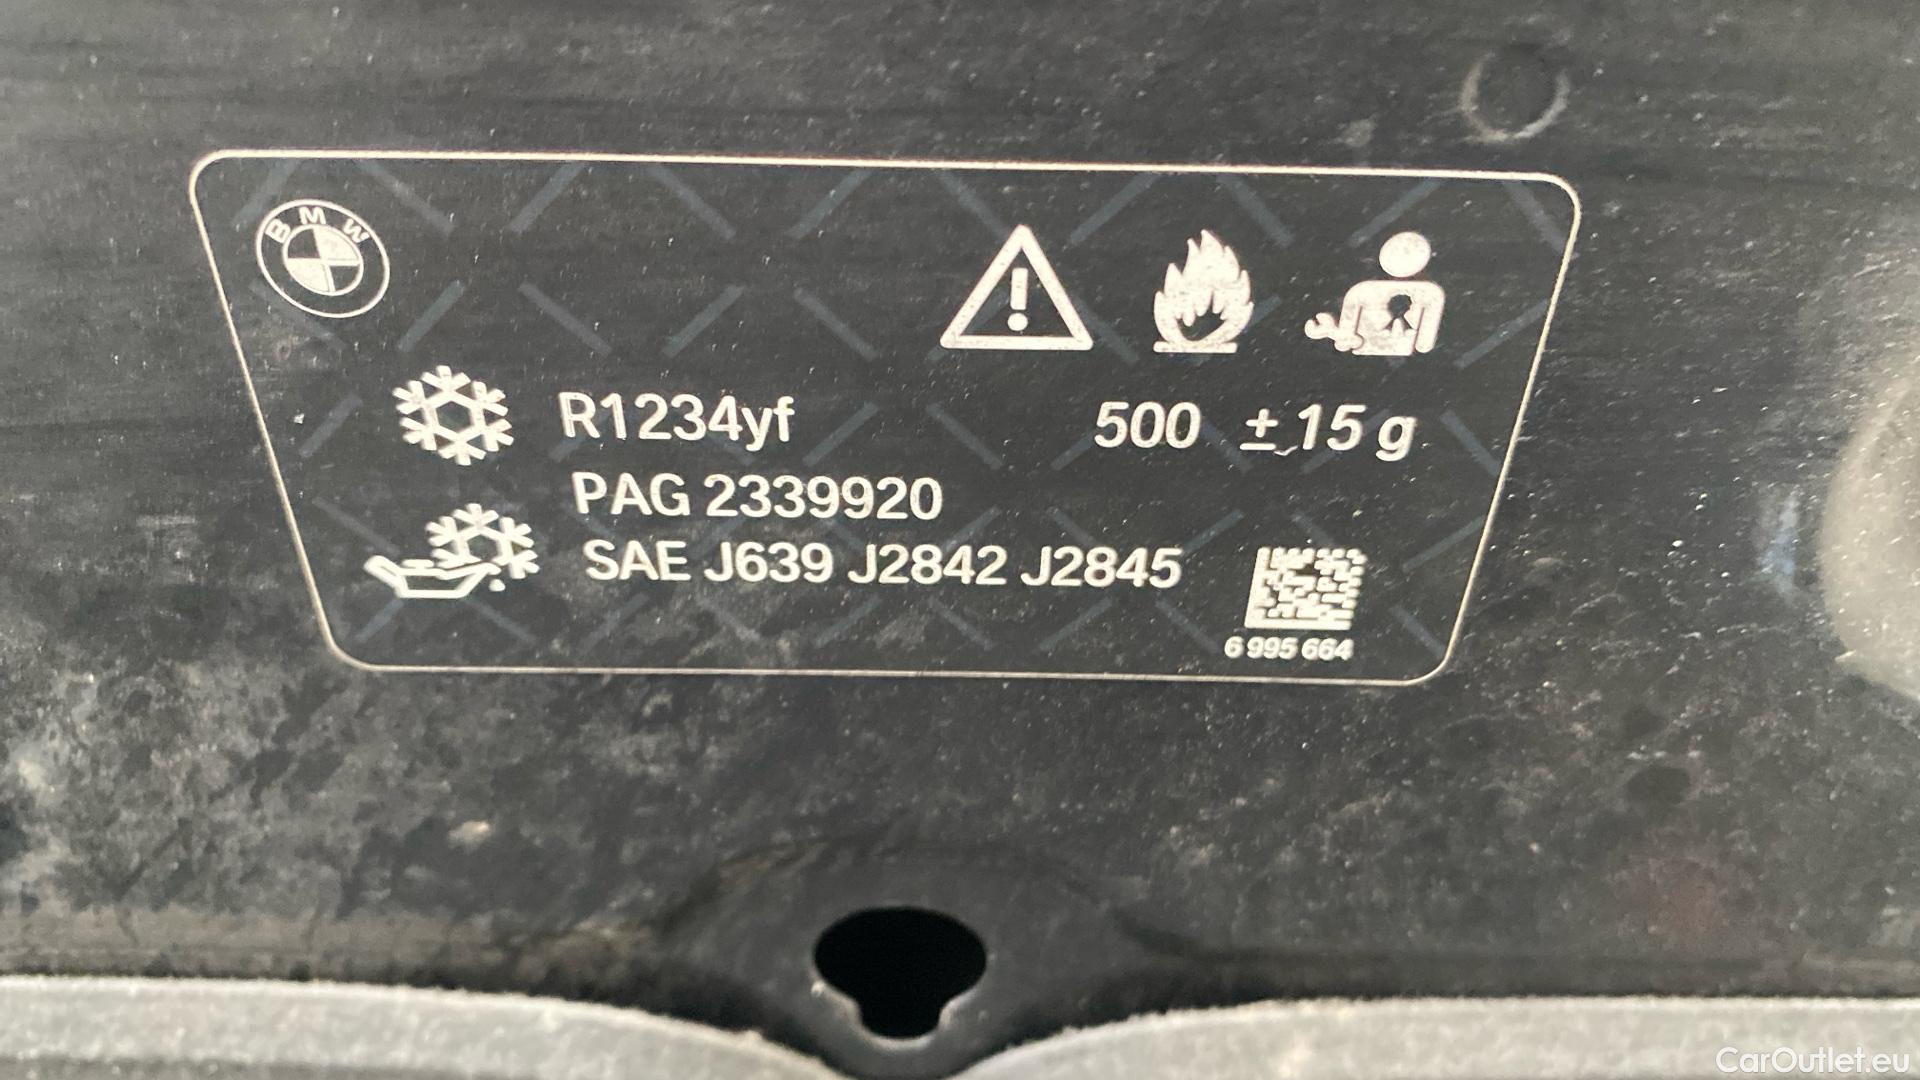 BMW
R1234yf 500 ± 15 g
PAG 2339920
SAE J639 J2842 J2845
6 995 664
CarOutlet.eu